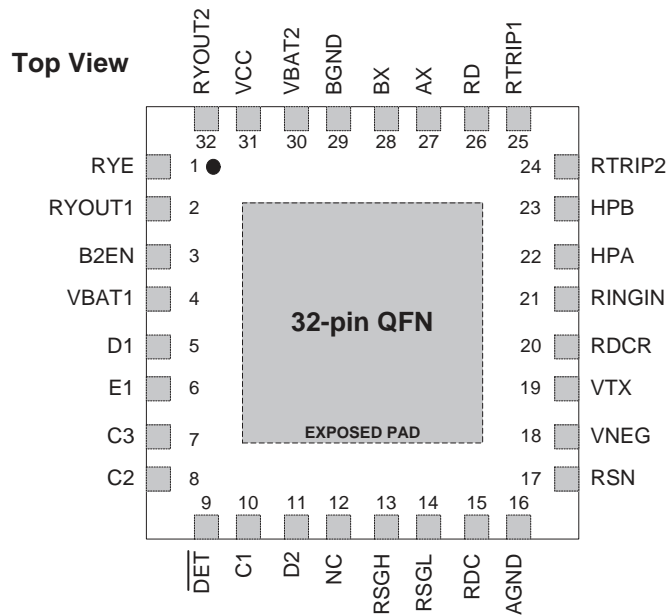 Top View
RYOUT2
VCC
VBAT2
BGND
BX
AX
RD
RTRIP1
32
31
30
29
28
27
26
25
RYE 1 24 RTRIP2
RYOUT1 2 23 HPB
B2EN 3 22 HPA
VBAT1 4 21 RINGIN
32-pin QFN
D1 5 20 RDCR
E1 6 19 VTX
C3 7 18 VNEG
EXPOSED PAD
C2 8 17 RSN
9
10
11
12
13
14
15
16
DET
C1
D2
NC
RSGH
RSGL
RDC
AGND